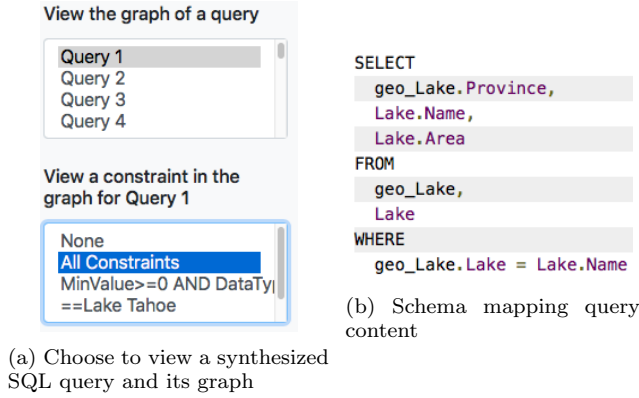 View the graph of a query
Query 1
Query 2
Query 3
Query 4
View a constraint in the
graph for Query 1
None
All Constraints
MinValue>=0 AND DataTy
==Lake Tahoe
(a) Choose to view a synthesized
SQL query and its graph
SELECT
geo_Lake.Province,
Lake.Name,
Lake.Area
FROM
geo_Lake,
Lake
WHERE
geo_Lake.Lake = Lake.Name
(b) Schema mapping query
content